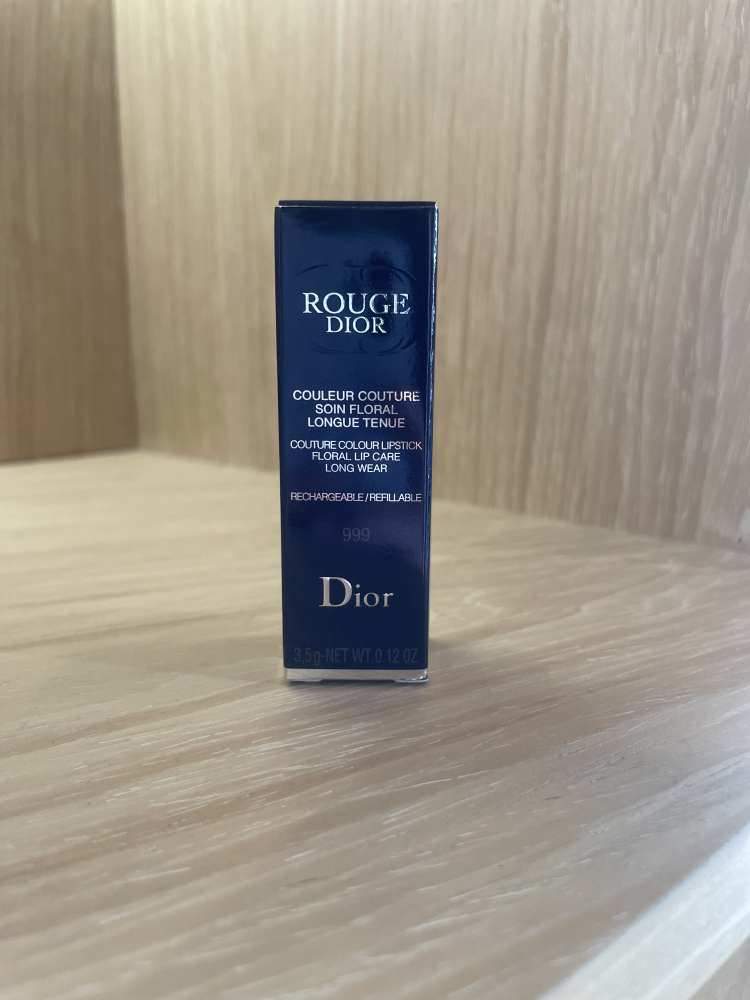 ROUGE
DIOR
COULEUR COUTURE
SOIN FLORAL
LONGUE TENUE
COUTURE COLOUR LIPSTICK
FLORAL LIP CARE
LONG WEAR
RECHARGEABLE/REFILLABLE
999
Dior
3,5g-NET WT.0.12 OZ